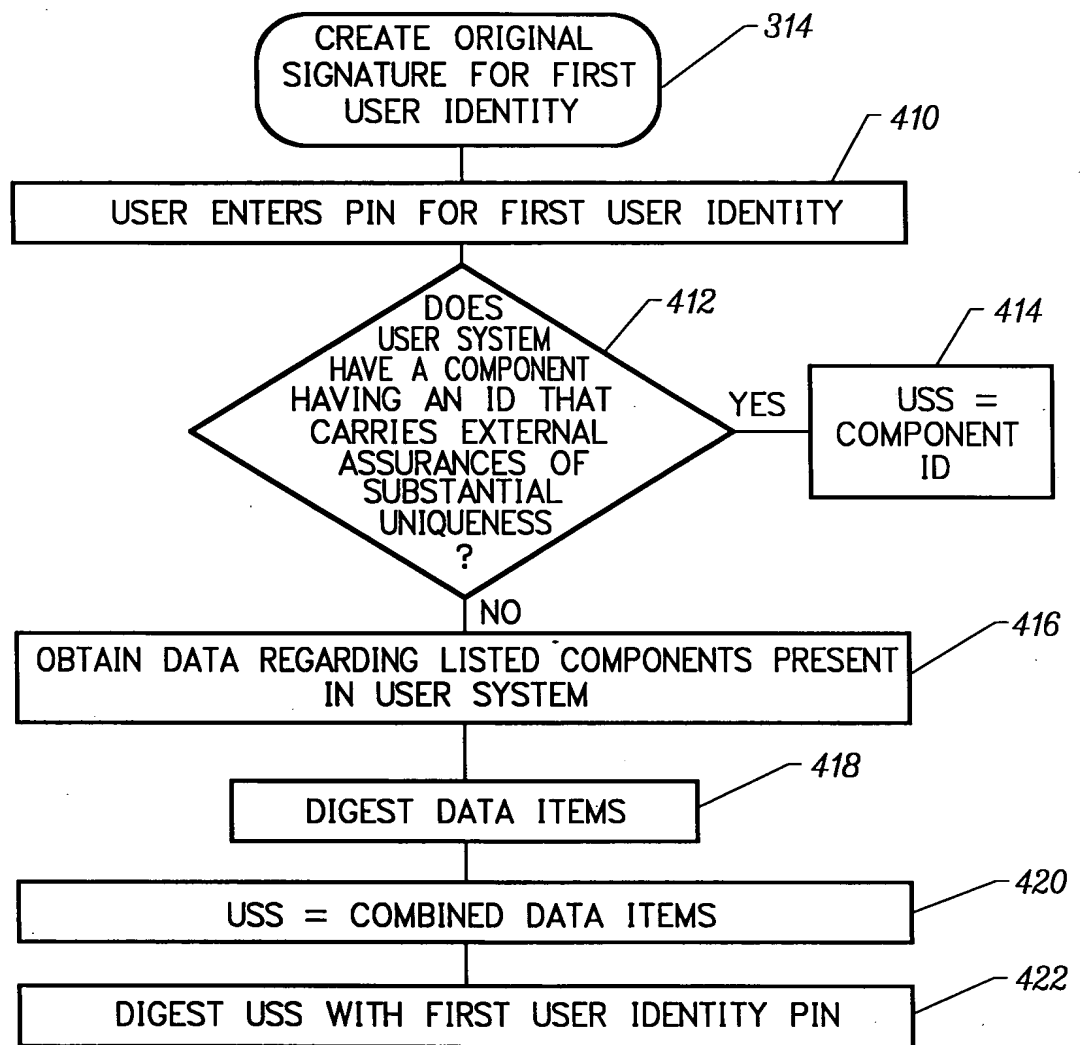 CREATE ORIGINAL
SIGNATURE FOR FIRST
USER IDENTITY
314
410
USER ENTERS PIN FOR FIRST USER IDENTITY
DOES
USER SYSTEM
HAVE A COMPONENT
HAVING AN ID THAT
CARRIES EXTERNAL
ASSURANCES OF
SUBSTANTIAL
UNIQUENESS
?
412
YES
414
USS =
COMPONENT
ID
NO
416
OBTAIN DATA REGARDING LISTED COMPONENTS PRESENT
IN USER SYSTEM
418
DIGEST DATA ITEMS
420
USS = COMBINED DATA ITEMS
422
DIGEST USS WITH FIRST USER IDENTITY PIN